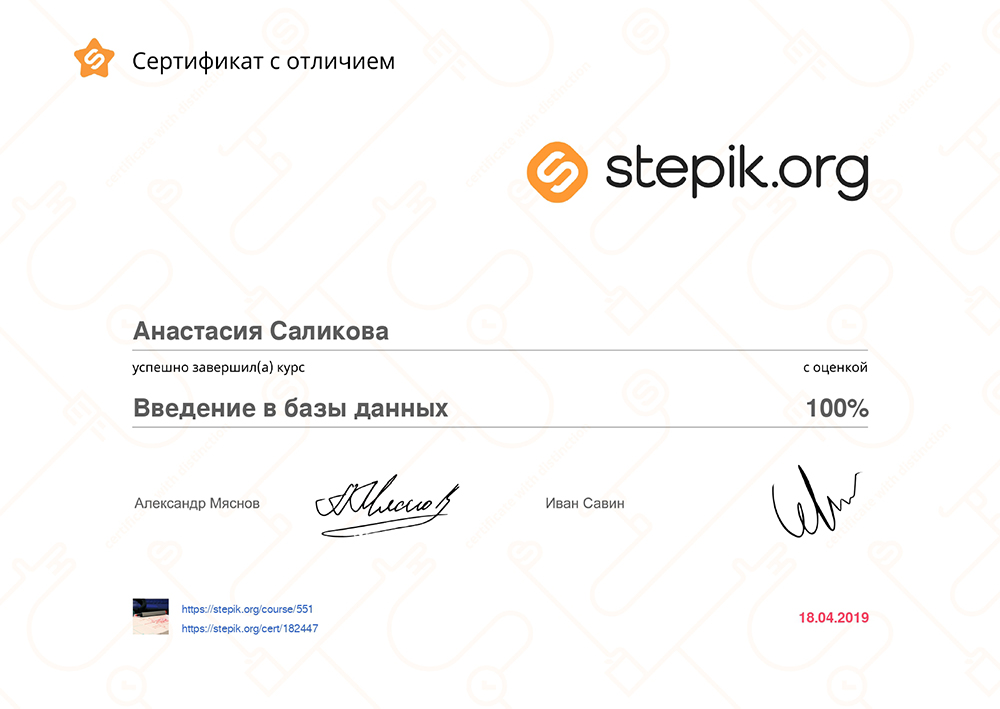 Сертификат с отличием
stepik.org
Анастасия Саликова
успешно завершил(а) курс с оценкой
Введение в базы данных 100%
Александр Мяснов Иван Савин
https://stepik.org/course/551
https://stepik.org/cert/182447
18.04.2019